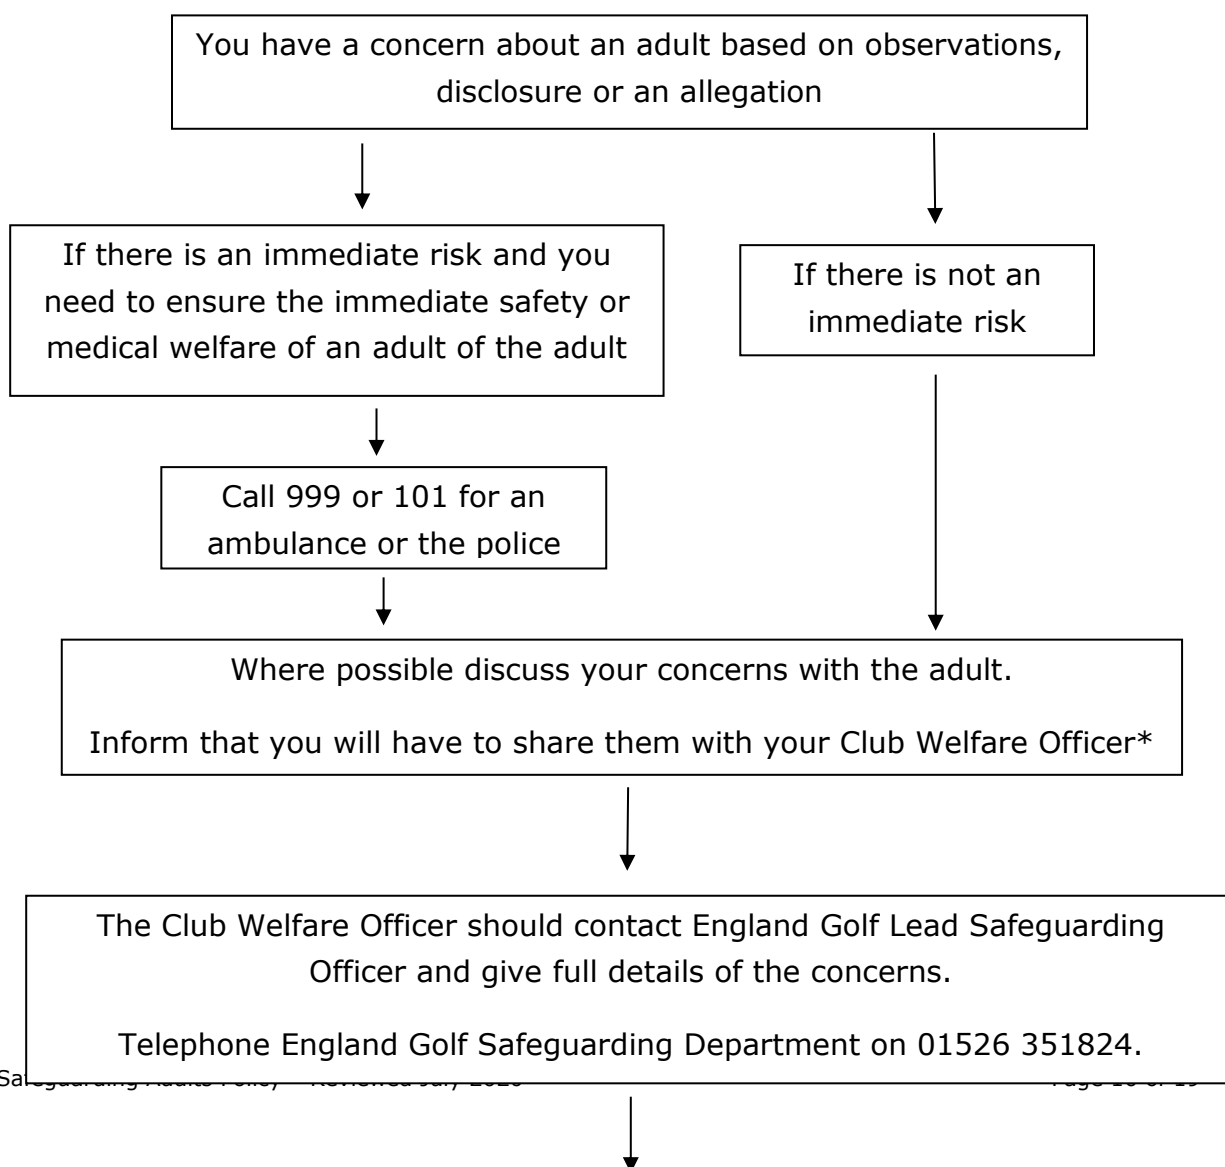 You have a concern about an adult based on observations,
disclosure or an allegation
If there is an immediate risk and you
need to ensure the immediate safety or
medical welfare of an adult of the adult
If there is not an
immediate risk
Call 999 or 101 for an
ambulance or the police
Where possible discuss your concerns with the adult.
Inform that you will have to share them with your Club Welfare Officer*
The Club Welfare Officer should contact England Golf Lead Safeguarding
Officer and give full details of the concerns.
Telephone England Golf Safeguarding Department on 01526 351824.
Safeguarding Adults Policy Reviewed July